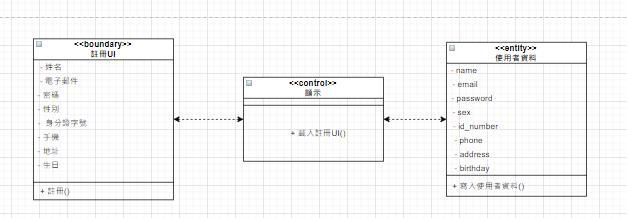 <<boundary>>
註冊UI
- 姓名
- 電子郵件
- 密碼
- 性別
- 身分證字號
- 手機
- 地址
- 生日
+ 註冊()
<<control>>
顯示
+ 載入註冊UI()
<<entity>>
使用者資料
- name
- email
- password
- sex
- id_number
- phone
- address
- birthday
+ 寫入使用者資料()